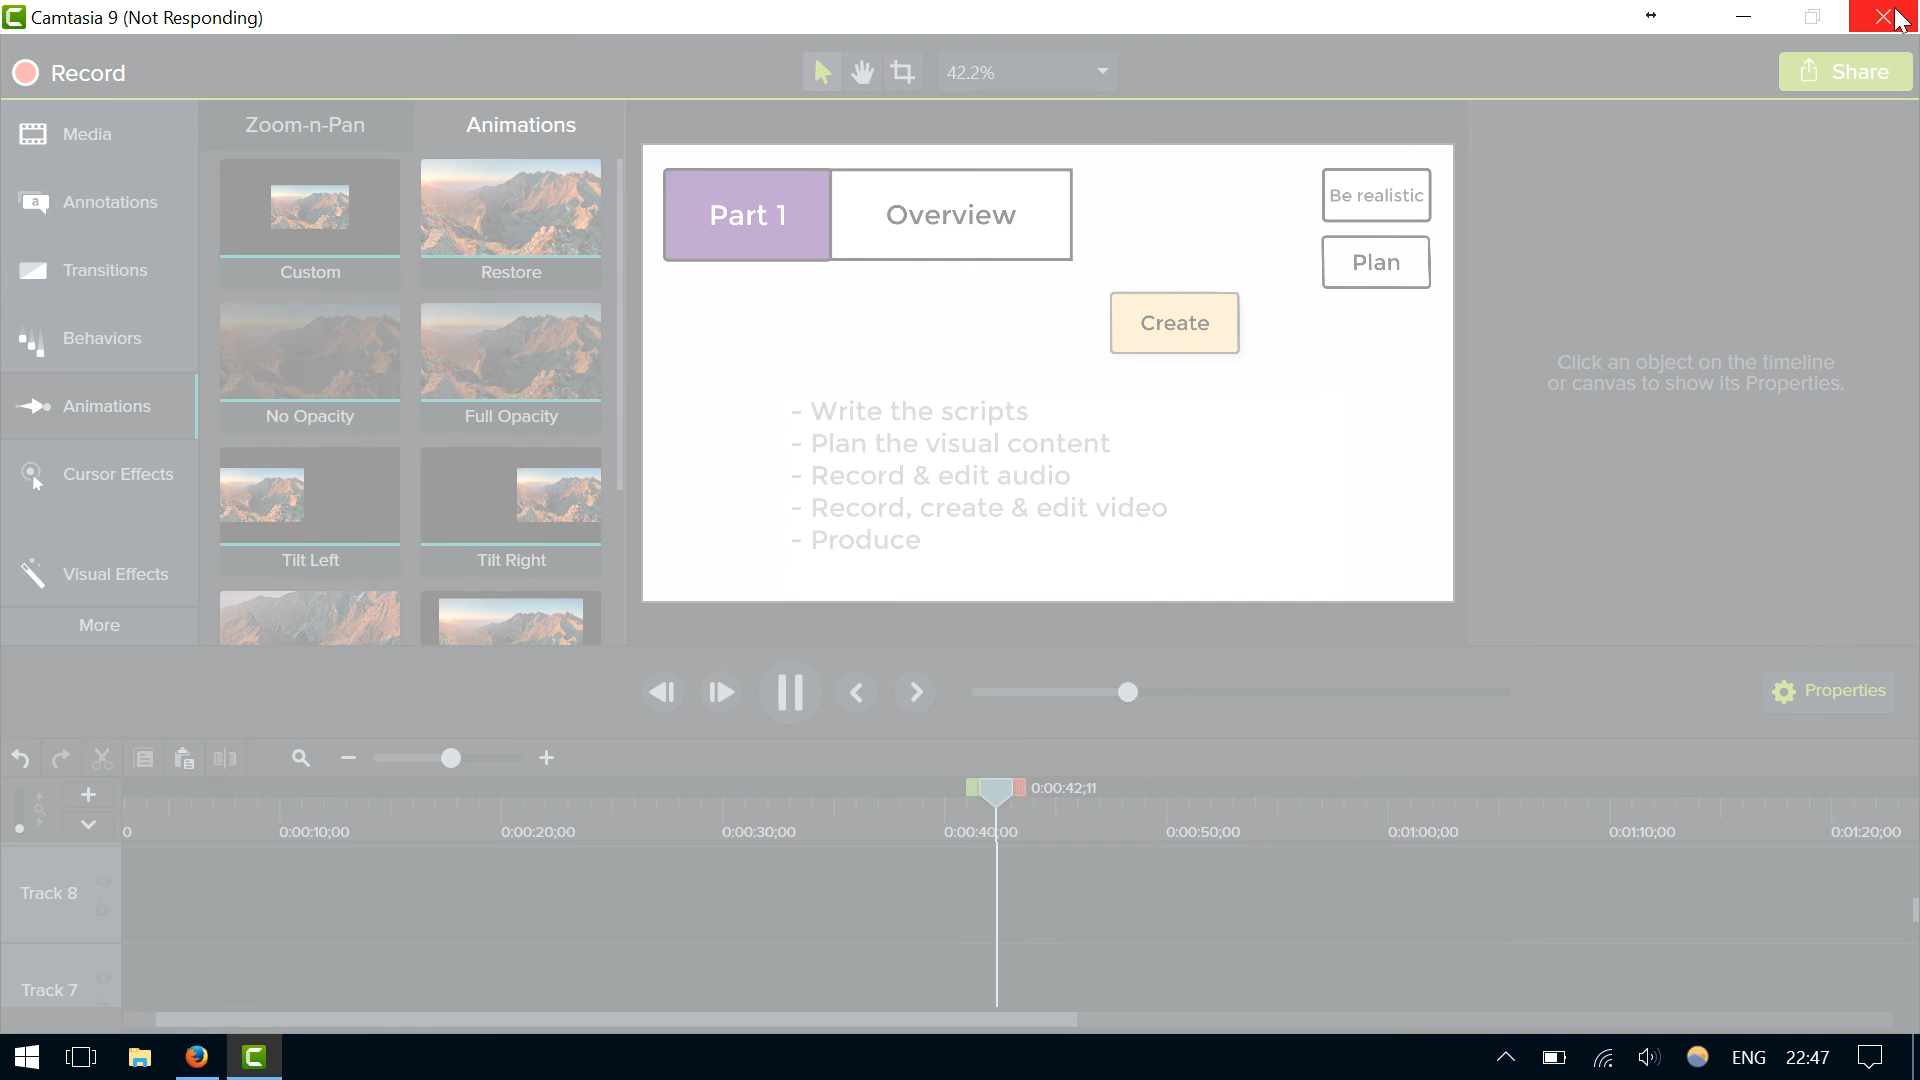 Camtasia 9 (Not Responding)
Record
42.2%
Share
Media
Annotations
Transitions
Behaviors
Animations
Cursor Effects
Visual Effects
More
Zoom-n-Pan
Animations
Custom
Restore
No Opacity
Full Opacity
Tilt Left
Tilt Right
Part 1
Overview
Be realistic
Plan
Create
- Write the scripts
- Plan the visual content
- Record & edit audio
- Record, create & edit video
- Produce
Click an object on the timeline
or canvas to show its Properties.
Properties
0:00:42;11
0
0:00:10;00
0:00:20;00
0:00:30;00
0:00:40;00
0:00:50;00
0:01:00;00
0:01:10;00
0:01:20;00
Track 8
Track 7
ENG
22:47